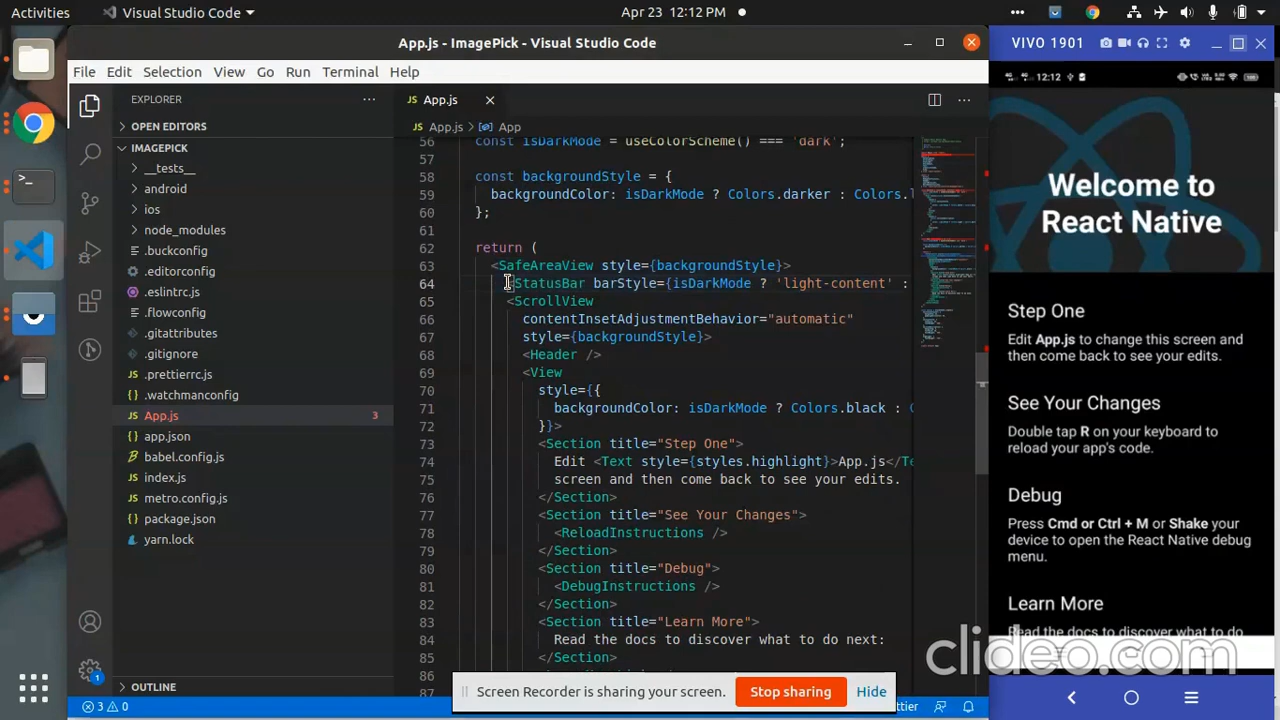 Activities
Visual Studio Code
Apr 23 12:12 PM
App.js - ImagePick - Visual Studio Code
VIVO 1901
File Edit Selection View Go Run Terminal Help
12:12
EXPLORER
OPEN EDITORS
IMAGEPICK
__tests__
android
ios
node_modules
.buckconfig
.editorconfig
.eslintrc.js
.flowconfig
.gitattributes
.gitignore
.prettierrc.js
.watchmanconfig
App.js 3
app.json
babel.config.js
index.js
metro.config.js
package.json
yarn.lock
OUTLINE
1
3 0
App.js
App.js > App
56 const isDarkMode = useColorScheme() === 'dark';
57
58 const backgroundStyle = {
59 backgroundColor: isDarkMode ? Colors.darker : Colors.l
60 };
61
62 return (
63 <SafeAreaView style={backgroundStyle}>
64 <StatusBar barStyle={isDarkMode ? 'light-content' :
65 <ScrollView
66 contentInsetAdjustmentBehavior="automatic"
67 style={backgroundStyle}>
68 <Header />
69 <View
70 style={{
71 backgroundColor: isDarkMode ? Colors.black :
72 }}>
73 <Section title="Step One">
74 Edit <Text style={styles.highlight}>App.js</Te
75 screen and then come back to see your edits.
76 </Section>
77 <Section title="See Your Changes">
78 <ReloadInstructions />
79 </Section>
80 <Section title="Debug">
81 <DebugInstructions />
82 </Section>
83 <Section title="Learn More">
84 Read the docs to discover what to do next:
85 </Section>
86
87
Screen Recorder is sharing your screen.
Stop sharing
Hide
Welcome to
React Native
Step One
Edit App.js to change this screen and
then come back to see your edits.
See Your Changes
Double tap R on your keyboard to
reload your app's code.
Debug
Press Cmd or Ctrl + M or Shake your
device to open the React Native debug
menu.
Learn More
Read the docs to discover what to do
clideo.com